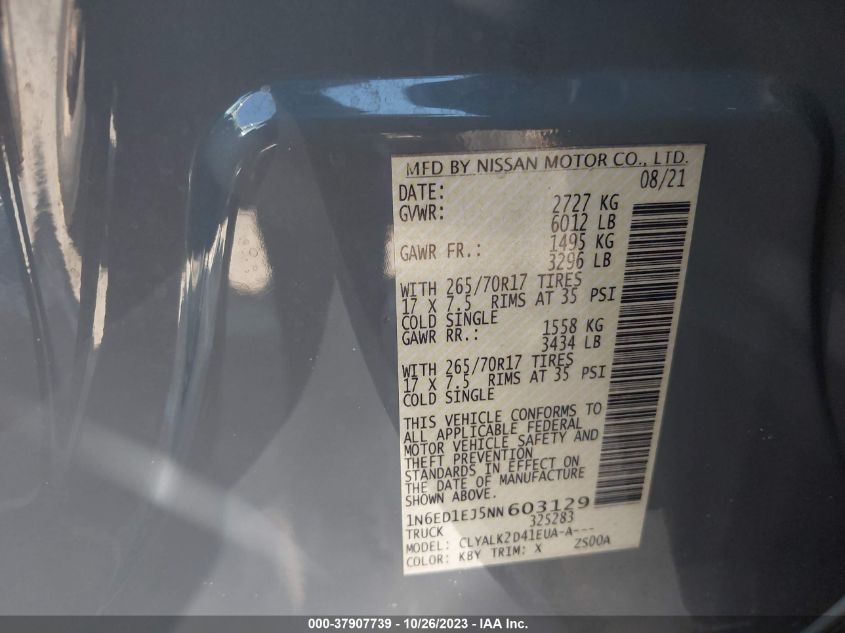 MFD BY NISSAN MOTOR CO., LTD.
DATE: 08/21
GVWR: 2727 KG
6012 LB
GAWR FR.: 1495 KG
3296 LB
WITH 265/70R17 TIRES
17 X 7.5 RIMS AT 35 PSI
COLD SINGLE
GAWR RR.: 1558 KG
3434 LB
WITH 265/70R17 TIRES
17 X 7.5 RIMS AT 35 PSI
COLD SINGLE
THIS VEHICLE CONFORMS TO
ALL APPLICABLE FEDERAL
MOTOR VEHICLE SAFETY AND
THEFT PREVENTION
STANDARDS IN EFFECT ON
THE DATE OF MANUFACTURE
SHOWN ABOVE.
1N6ED1EJ5NN603129
TRUCK 325283
MODEL: CLYALK2D41EUA-A---
COLOR: KBY TRIM: X ZS00A
000-37907739 - 10/26/2023 - IAA Inc.